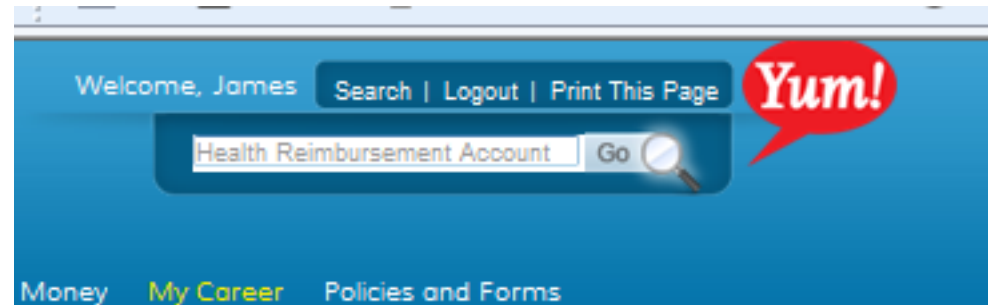 Welcome, James Search | Logout | Print This Page Yum!
Health Reimbursement Account Go
Money My Career Policies and Forms